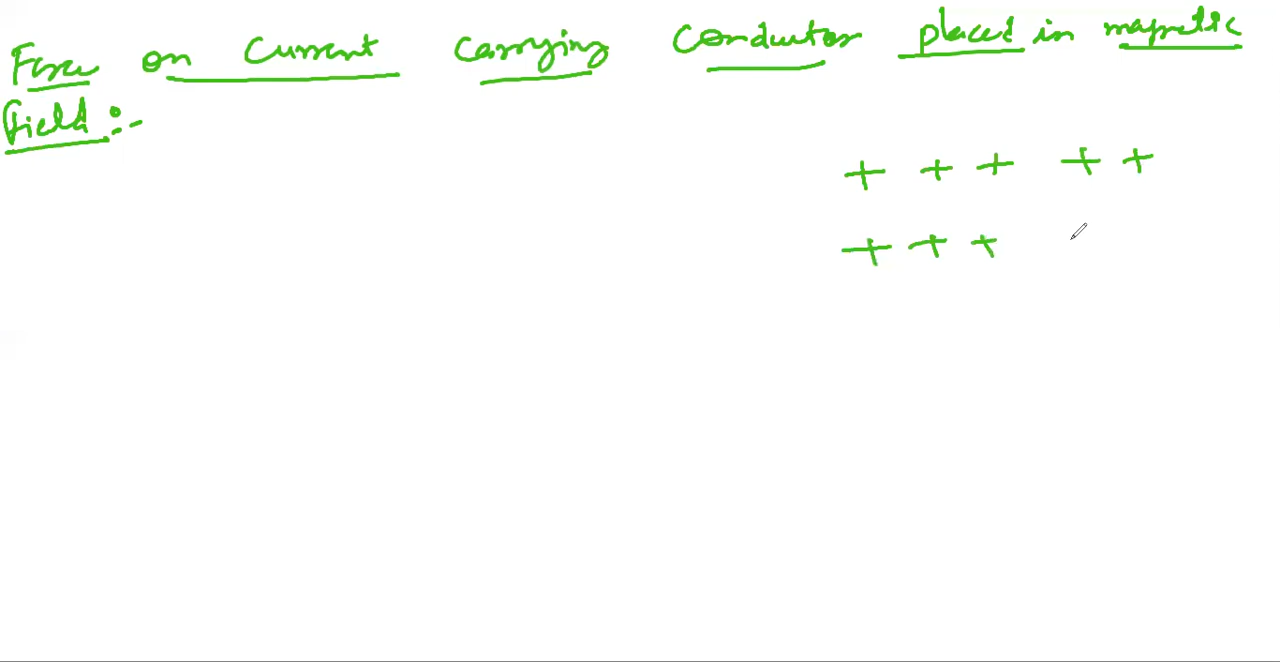 Force on Current Carrying Conductor placed in magnetic
field :-
+ + + + +
+ + +